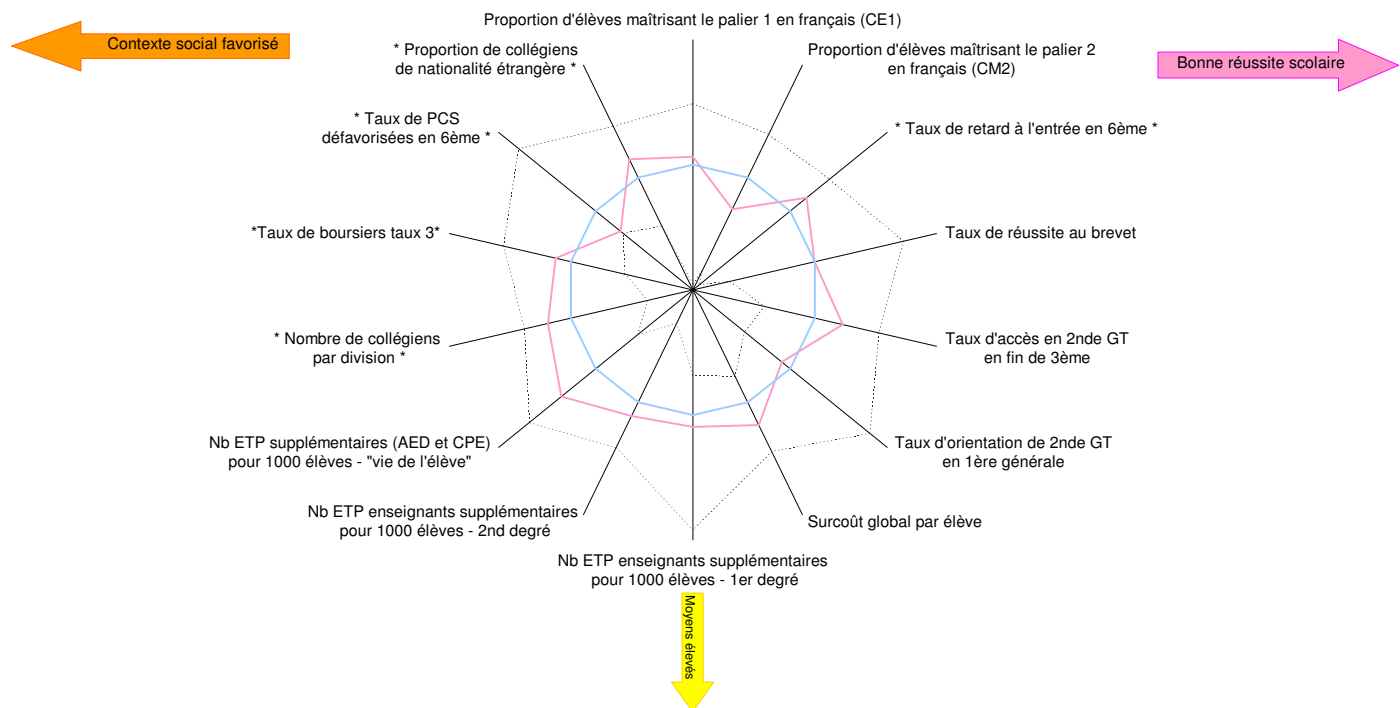 Proportion d'élèves maîtrisant le palier 1 en français (CE1)
Contexte social favorisé
* Proportion de collégiens
de nationalité étrangère *
Proportion d'élèves maîtrisant le palier 2
en français (CM2)
Bonne réussite scolaire
* Taux de PCS
défavorisées en 6ème *
* Taux de retard à l'entrée en 6ème *
*Taux de boursiers taux 3*
Taux de réussite au brevet
* Nombre de collégiens
par division *
Taux d'accès en 2nde GT
en fin de 3ème
Nb ETP supplémentaires (AED et CPE)
pour 1000 élèves - "vie de l'élève"
Taux d'orientation de 2nde GT
en 1ère générale
Nb ETP enseignants supplémentaires
pour 1000 élèves - 2nd degré
Surcoût global par élève
Nb ETP enseignants supplémentaires
pour 1000 élèves - 1er degré
Moyens élevés